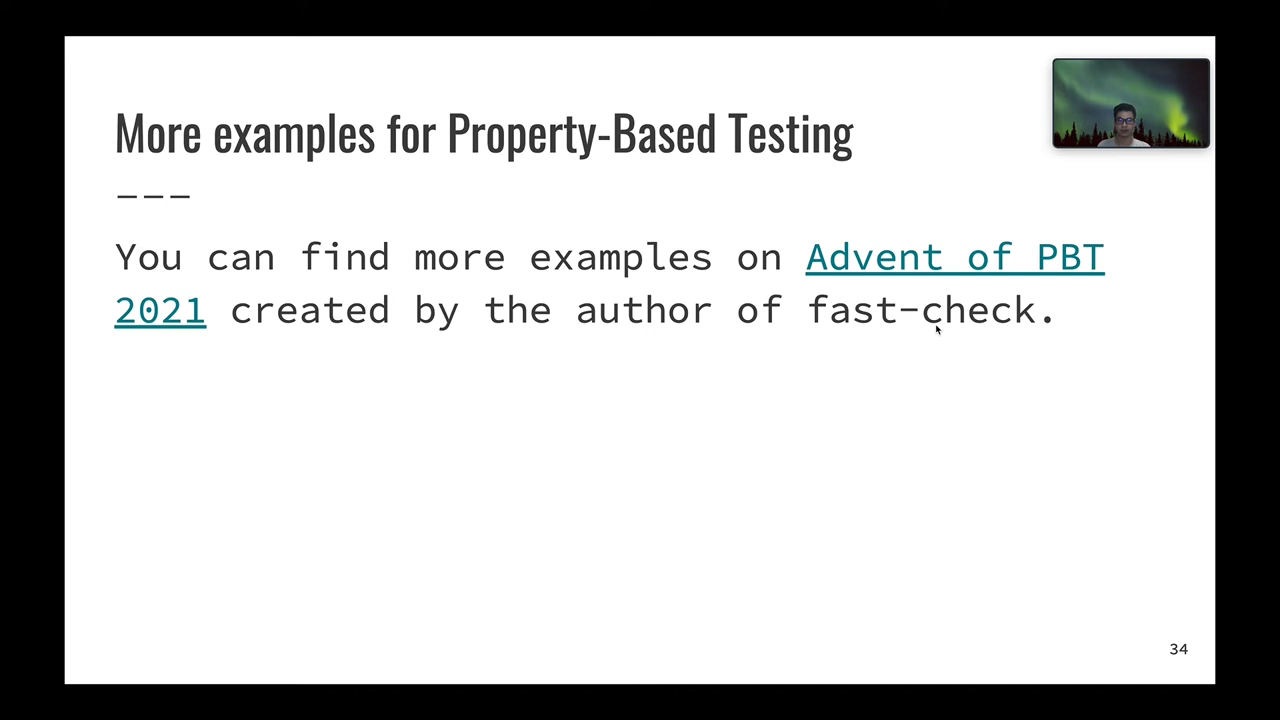 More examples for Property-Based Testing
---
You can find more examples on Advent of PBT
2021 created by the author of fast-check.
34